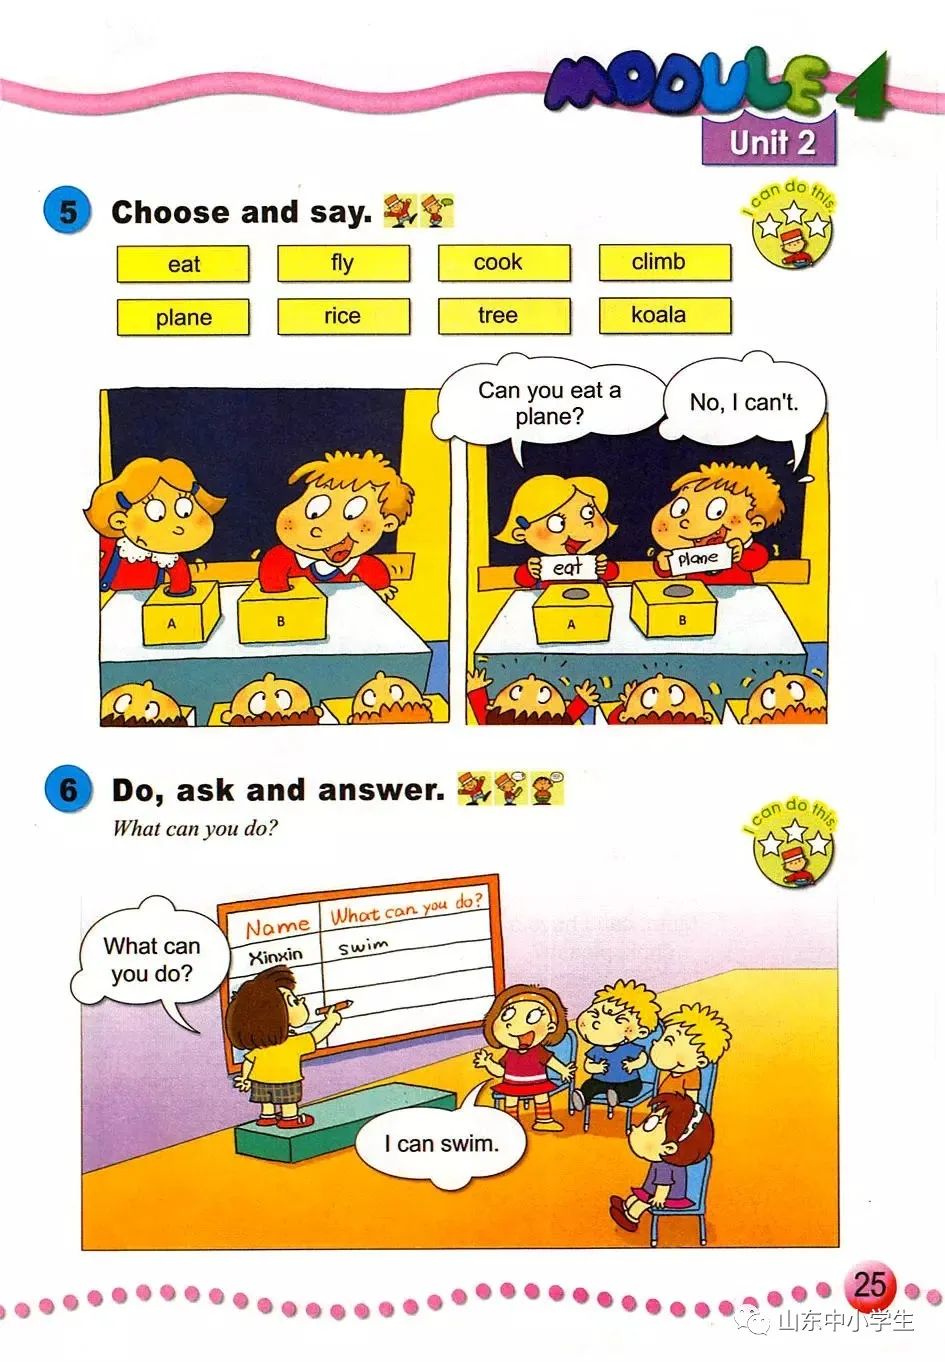 MODULE 4
Unit 2
5 Choose and say.
I can do this.
eat fly cook climb
plane rice tree koala
Can you eat a
plane?
No, I can't.
A B
eat plane
A B
6 Do, ask and answer.
What can you do?
I can do this.
Name What can you do?
Xinxin swim
What can
you do?
I can swim.
25
山东中小学生